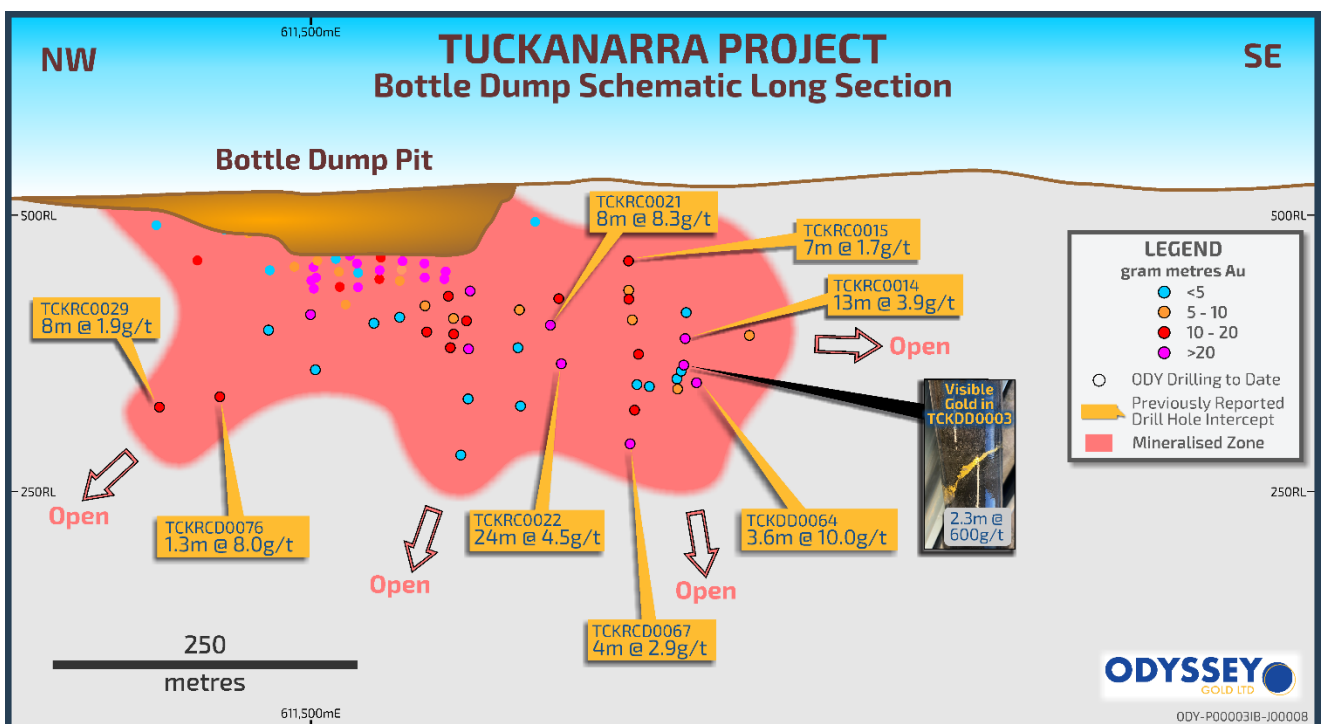 611,500mE
NW
TUCKANARRA PROJECT
SE
Bottle Dump Schematic Long Section
Bottle Dump Pit
500RL
500RL
TCKRC0021
8m @ 8.3g/t
TCKRC0015
7m @ 1.7g/t
TCKRC0014
13m @ 3.9g/t
TCKRC0029
8m @ 1.9g/t
LEGEND
gram metres Au
<5
5 - 10
10 - 20
>20
ODY Drilling to Date
Previously Reported
Drill Hole Intercept
Mineralised Zone
Open
Visible
Gold in
TCKDD0003
2.3m @
600g/t
250RL
250RL
Open
TCKRCD0076
1.3m @ 8.0g/t
Open
TCKRC0022
24m @ 4.5g/t
Open
TCKDD0064
3.6m @ 10.0g/t
TCKRCD0067
4m @ 2.9g/t
250
metres
611,500mE
ODYSSEY
GOLD LTD
ODY-P00003IB-J00008